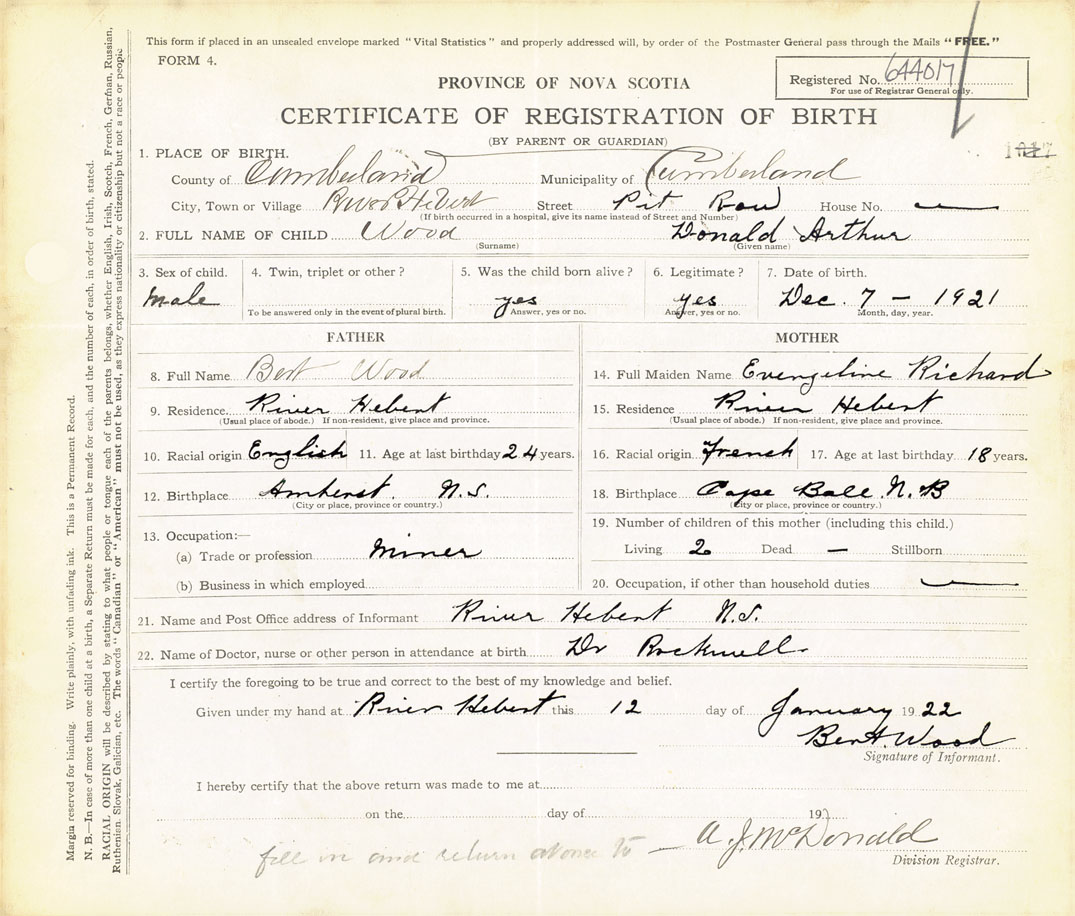 This form if placed in an unsealed envelope marked "Vital Statistics" and properly addressed will, by order of the Postmaster General pass through the Mails "FREE."
FORM 4.
Registered No. 644017
For use of Registrar General only.
PROVINCE OF NOVA SCOTIA
CERTIFICATE OF REGISTRATION OF BIRTH
(BY PARENT OR GUARDIAN)
1. PLACE OF BIRTH.
County of Cumberland Municipality of Cumberland
City, Town or Village River Hebert Street Pit Row House No. —
(If birth occurred in a hospital, give its name instead of Street and Number)
2. FULL NAME OF CHILD Wood Donald Arthur
(Surname) (Given name)
3. Sex of child. 4. Twin, triplet or other? 5. Was the child born alive? 6. Legitimate? 7. Date of birth.
Male yes yes Dec. 7 – 1921
To be answered only in the event of plural birth. Answer, yes or no. Answer, yes or no. Month, day, year.
FATHER
8. Full Name Bert Wood
9. Residence River Hebert
(Usual place of abode.) If non-resident, give place and province.
10. Racial origin English 11. Age at last birthday 24 years.
12. Birthplace Amherst. N.S.
(City or place, province or country.)
13. Occupation:—
(a) Trade or profession Miner
(b) Business in which employed
MOTHER
14. Full Maiden Name Evengeline Richard
15. Residence River Hebert
(Usual place of abode.) If non-resident, give place and province.
16. Racial origin French 17. Age at last birthday 18 years.
18. Birthplace Cape Bald N.B
(City or place, province or country.)
19. Number of children of this mother (including this child.)
Living 2 Dead — Stillborn
20. Occupation, if other than household duties —
21. Name and Post Office address of Informant River Hebert N.S.
22. Name of Doctor, nurse or other person in attendance at birth Dr Rockwell
I certify the foregoing to be true and correct to the best of my knowledge and belief.
Given under my hand at River Hebert this 12 day of January 1922
Bert. Wood
Signature of Informant.
I hereby certify that the above return was made to me at
on the day of 19
fill in and return at once to — A. J. McDonald
Division Registrar.
Margin reserved for binding. Write plainly, with unfading ink. This is a Permanent Record.
N. B.—In case of more than one child at a birth, a Separate Return must be made for each, and the number of each, in order of birth, stated.
RACIAL ORIGIN will be described by stating to what people or tongue each of the parents belongs, whether English, Irish, Scotch, French, German, Russian,
Ruthenian, Slovak, Galician, etc. The words "Canadian" or "American" must not be used, as they express nationality or citizenship but not a race or people